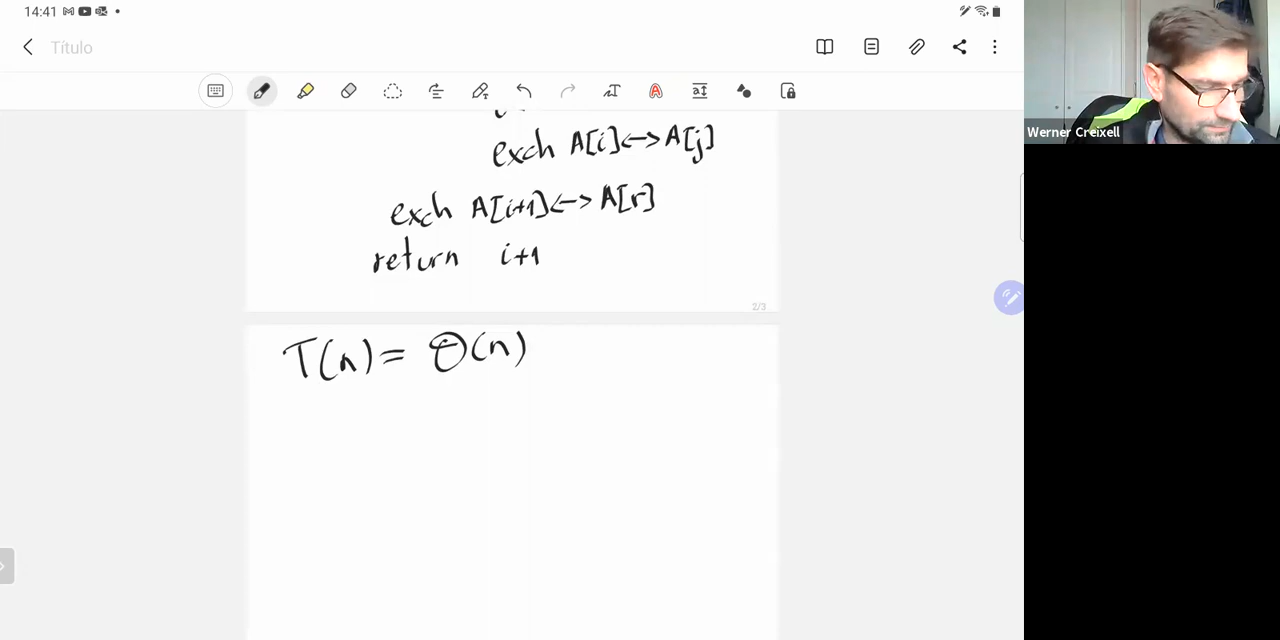 14:41
Título
Werner Creixell
exch A[i]<->A[j]
exch A[i+1]<->A[r]
return i+1
2/3
T(n)= Θ(n)